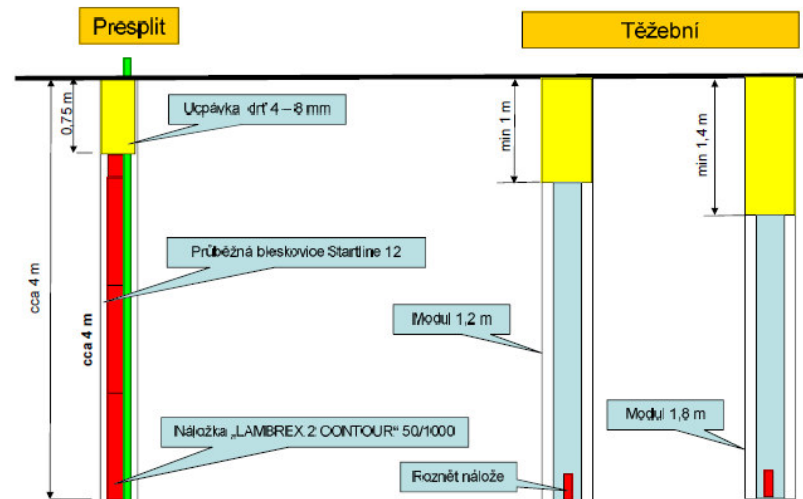 Presplit
Těžební
Ucpávka drť 4 – 8 mm
0,75 m
min 1 m
min 1,4 m
Průběžná bleskovice Startline 12
cca 4 m
cca 4 m
Modul 1,2 m
Náložka „LAMBREX 2 CONTOUR“ 50/1000
Modul 1,8 m
Roznět nálože